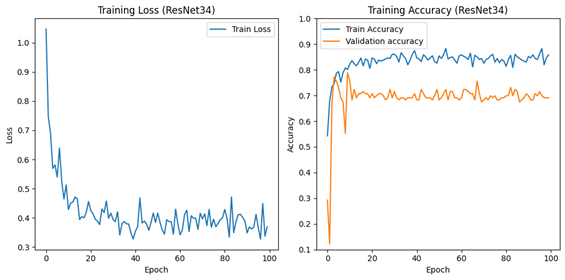 Training Loss (ResNet34)
Train Loss
1.0
0.9
0.8
0.7
0.6
0.5
0.4
0.3
Loss
0 20 40 60 80 100
Epoch
Training Accuracy (ResNet34)
Train Accuracy
Validation accuracy
1.0
0.9
0.8
0.7
0.6
0.5
0.4
0.3
0.2
0.1
Accuracy
0 20 40 60 80 100
Epoch